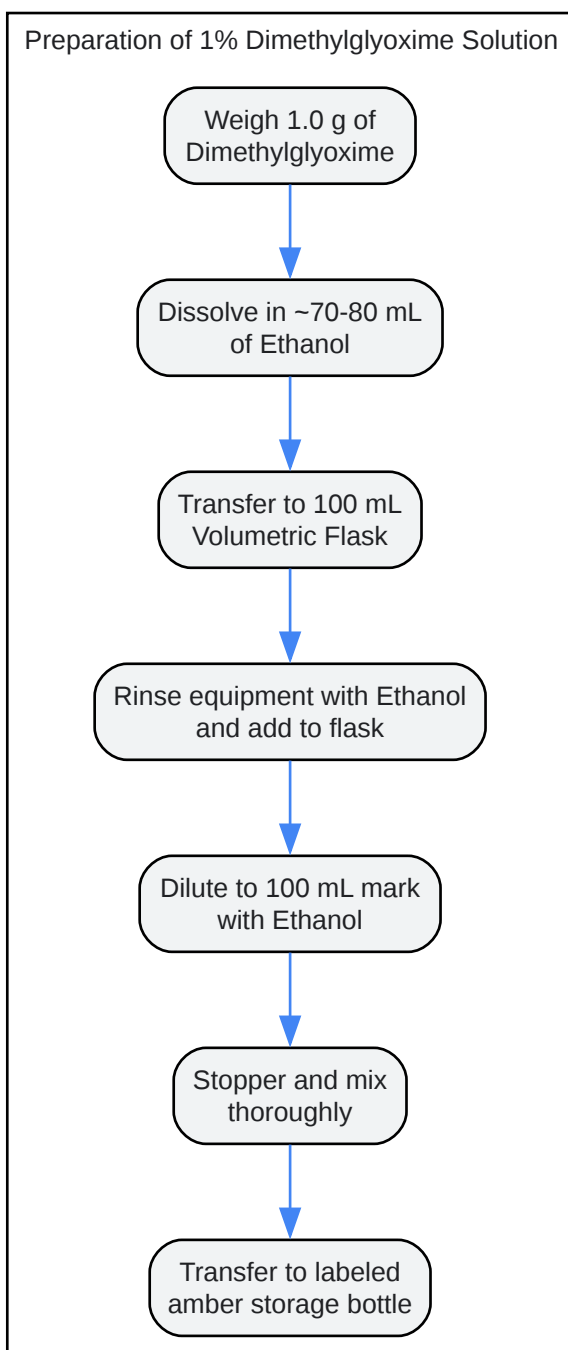 Preparation of 1% Dimethylglyoxime Solution
Weigh 1.0 g of
Dimethylglyoxime
Dissolve in ~70-80 mL
of Ethanol
Transfer to 100 mL
Volumetric Flask
Rinse equipment with Ethanol
and add to flask
Dilute to 100 mL mark
with Ethanol
Stopper and mix
thoroughly
Transfer to labeled
amber storage bottle